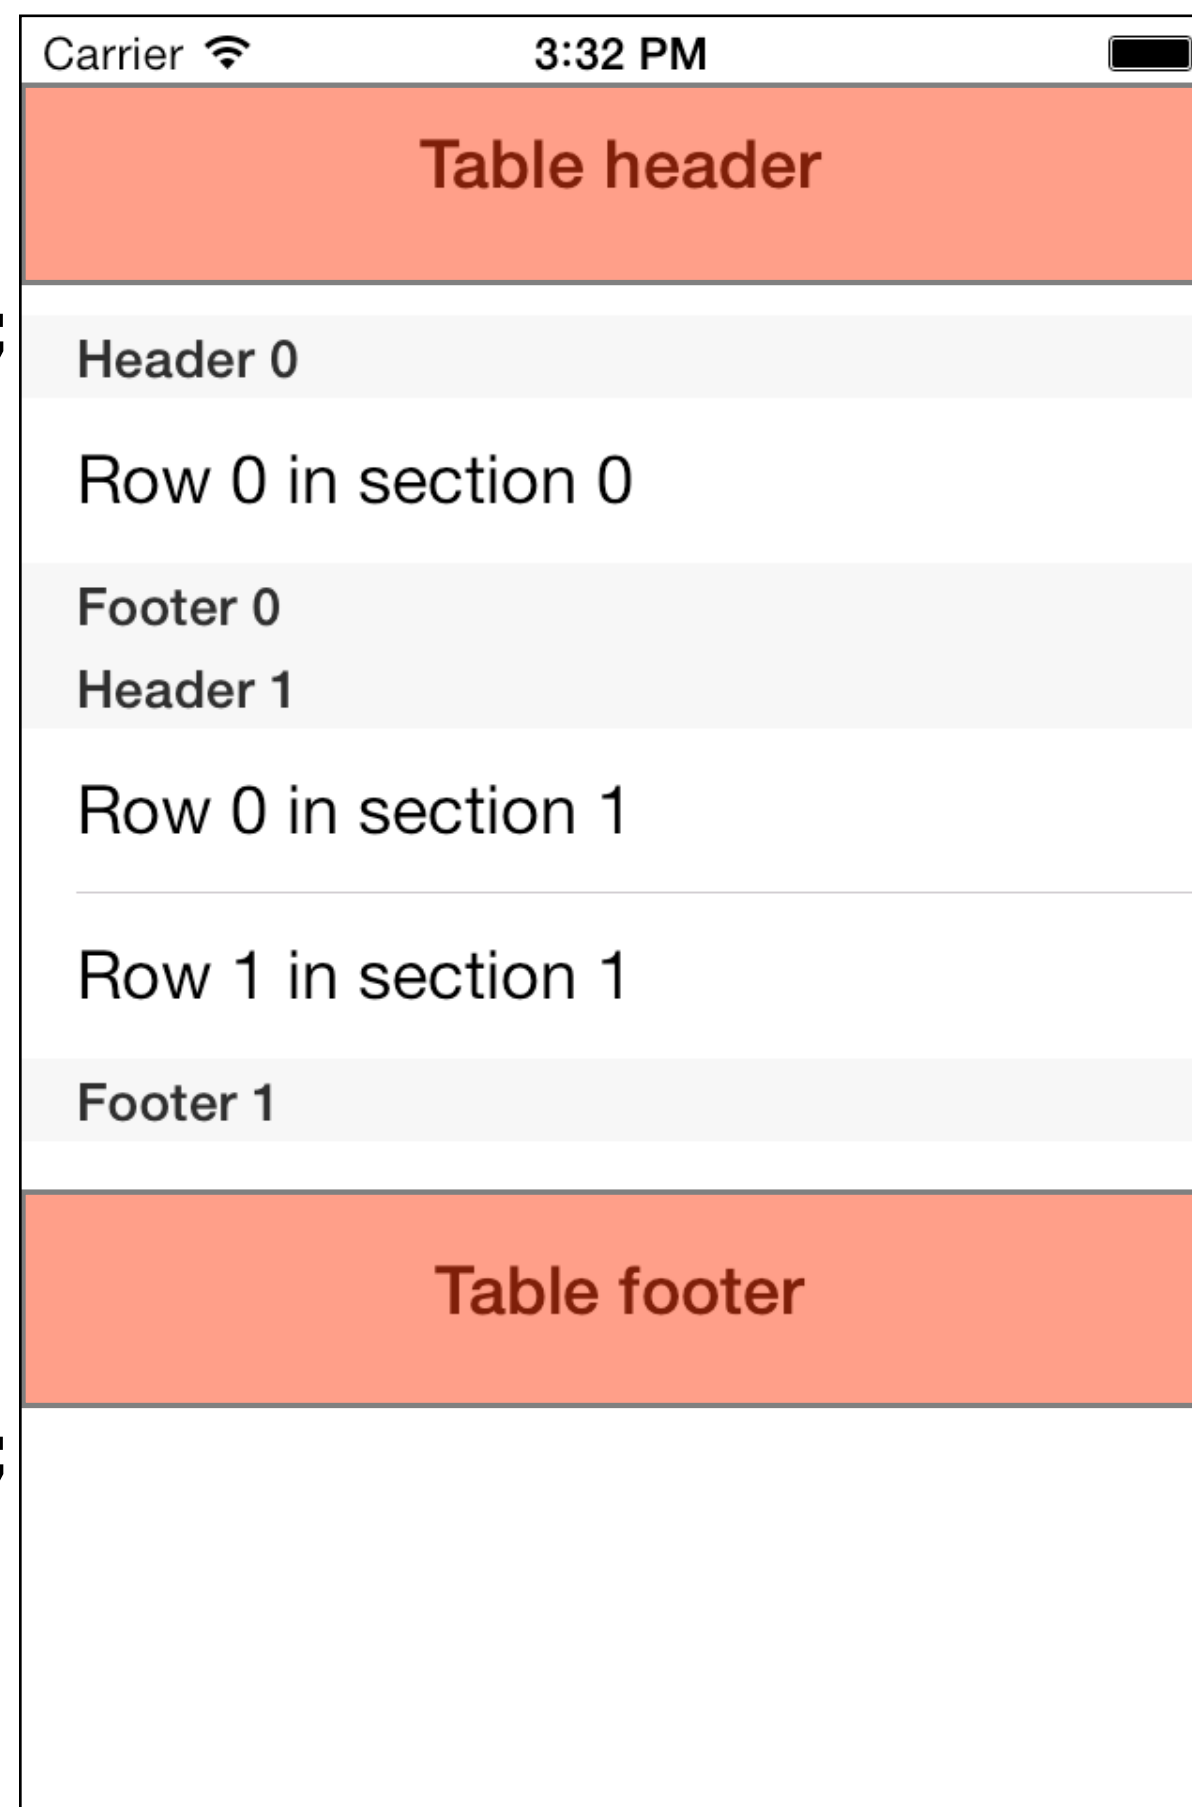 Carrier 3:32 PM
Table header
Header 0
Row 0 in section 0
Footer 0
Header 1
Row 0 in section 1
Row 1 in section 1
Footer 1
Table footer